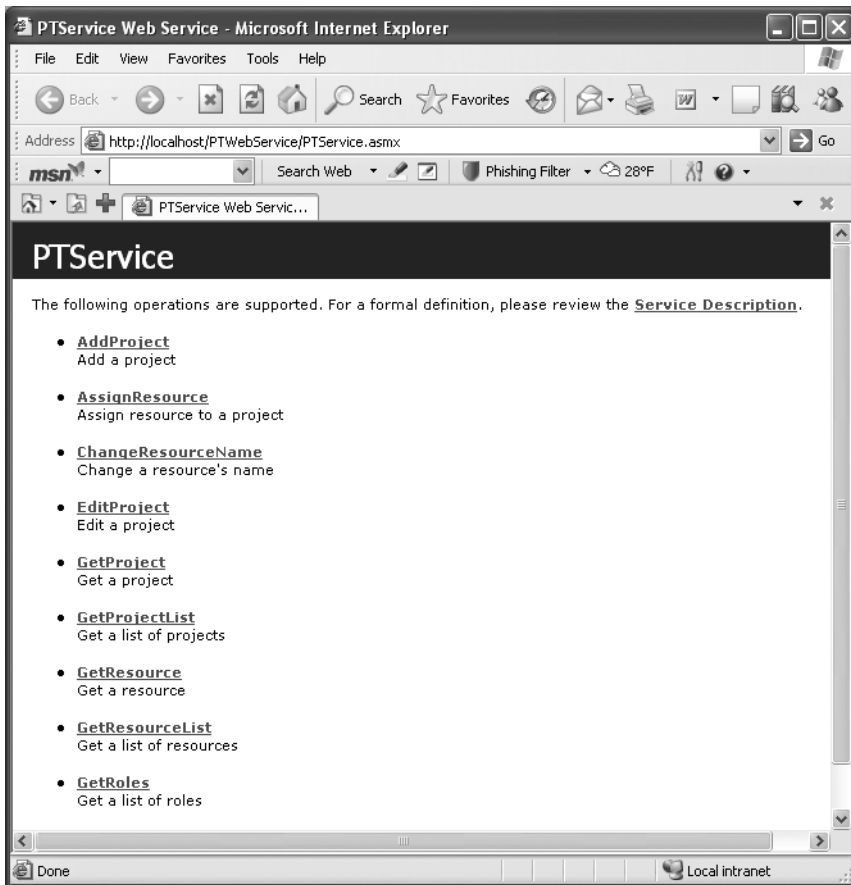 PTService Web Service - Microsoft Internet Explorer
File Edit View Favorites Tools Help
Back Search Favorites
Address http://localhost/PTWebService/PTService.asmx Go
msn Search Web Phishing Filter 28°F
PTService Web Servic...
PTService
The following operations are supported. For a formal definition, please review the Service Description.
AddProject
Add a project
AssignResource
Assign resource to a project
ChangeResourceName
Change a resource's name
EditProject
Edit a project
GetProject
Get a project
GetProjectList
Get a list of projects
GetResource
Get a resource
GetResourceList
Get a list of resources
GetRoles
Get a list of roles
Done Local intranet